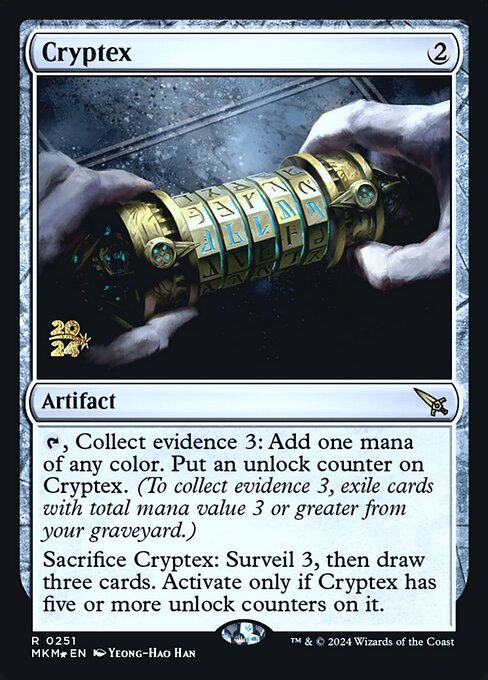 Cryptex 2
20
24
Artifact
, Collect evidence 3: Add one mana
of any color. Put an unlock counter on
Cryptex. (To collect evidence 3, exile cards
with total mana value 3 or greater from
your graveyard.)
Sacrifice Cryptex: Surveil 3, then draw
three cards. Activate only if Cryptex has
five or more unlock counters on it.
R 0251
MKM★EN Yeong-Hao Han
™ & © 2024 Wizards of the Coast